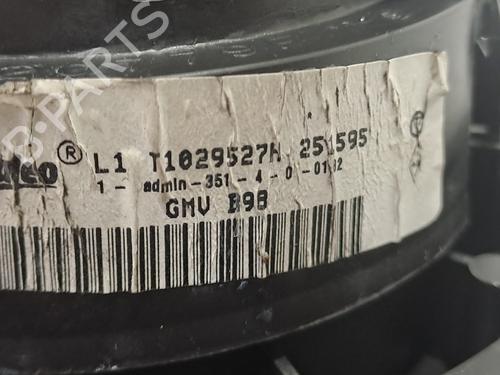 ® L1 T1029527H 251595
1- admin-351-4-0-0102
GMV B9B
B-PARTS